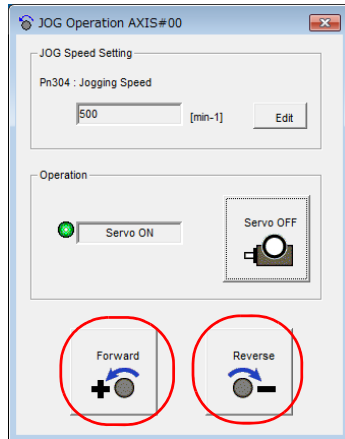 JOG Operation AXIS#00
JOG Speed Setting
Pn304 : Jogging Speed
500 [min-1] Edit
Operation
Servo ON
Servo OFF
Forward
Reverse